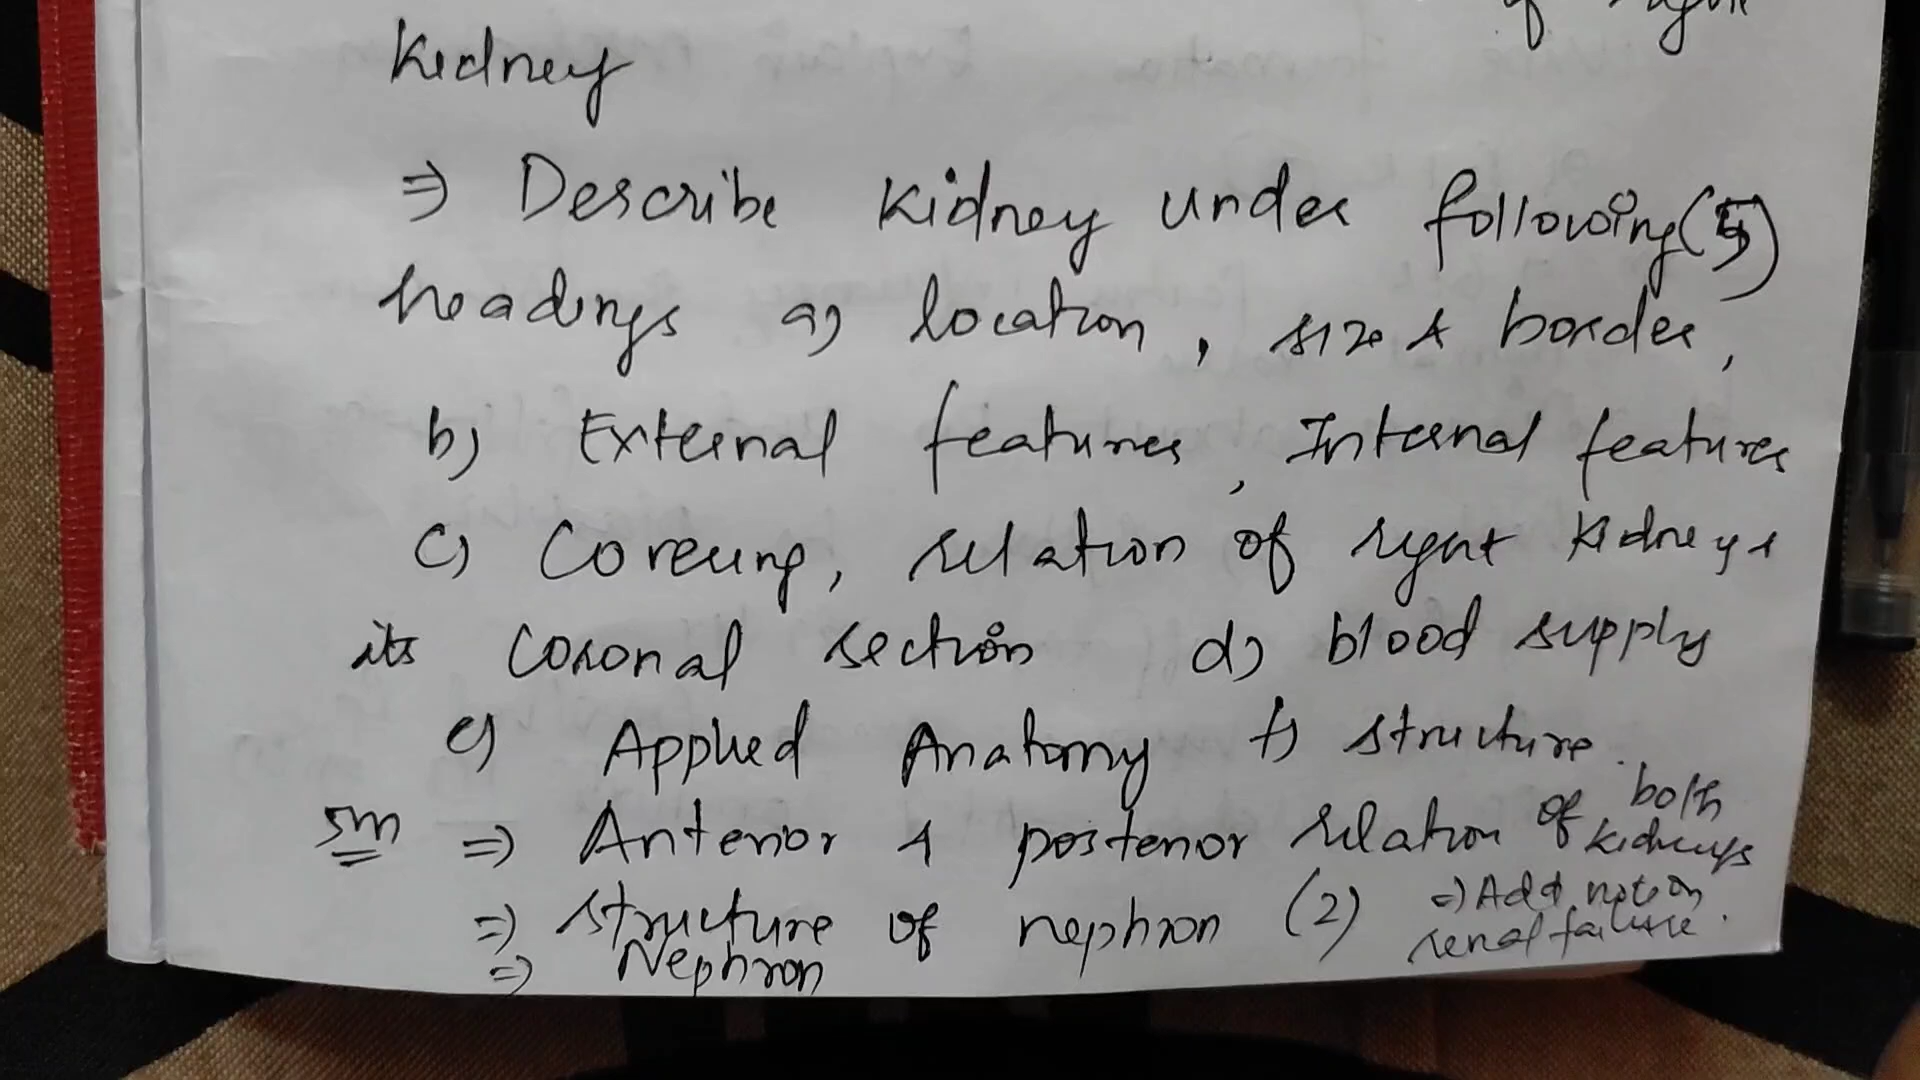 of right
Kidney
⇒ Describe Kidney under following (5)
headings a) location, size & border,
b) External features, Internal features
c) Covering, relation of right Kidney &
its coronal section d) blood supply
e) Applied Anatomy f) structure.
5m ⇒ Anterior & posterior relation of both kidneys
⇒ structure of nephron (2) ⇒ Add note on renal failure.
⇒ Nephron